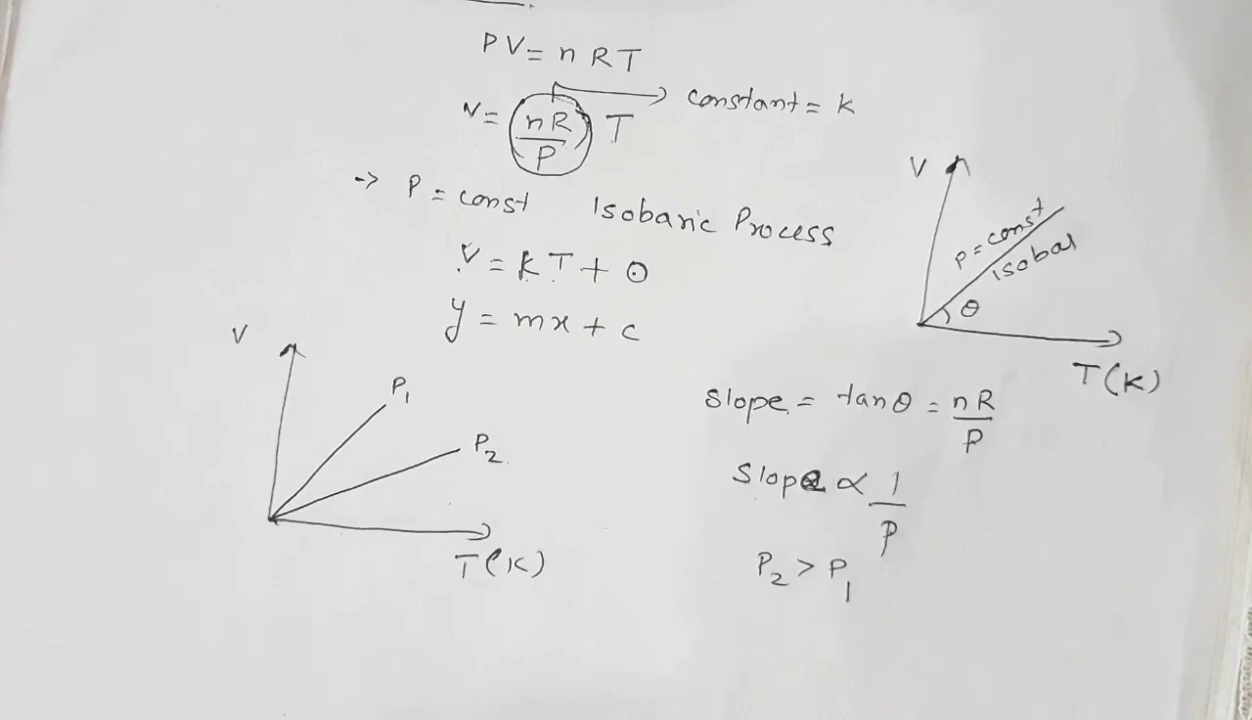 PV = nRT
V = (nR/P) T → constant = k
-> P = const Isobaric Process
V = kT + 0
y = mx + c
V
P = const
isobar
θ
T(K)
V
P₁
P₂
T(K)
Slope = tanθ = nR/P
Slope ∝ 1/P
P₂ > P₁